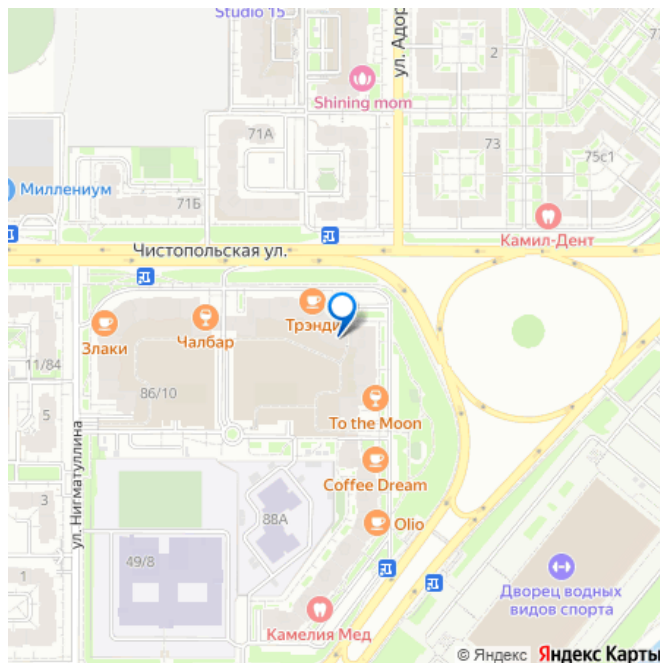 Studio 15
ул. Адор
2
77
Shining mom
71А
73
75с1
Миллениум
71Б
Камил-Дент
Чистопольская ул.
Трэнди
Злаки
Чалбар
11/84
86/10
5
To the Moon
ул. Нигматуллина
Coffee Dream
3
88А
Olio
49/8
1
Дворец водных
видов спорта
Камелия Мед
© Яндекс Яндекс Карты